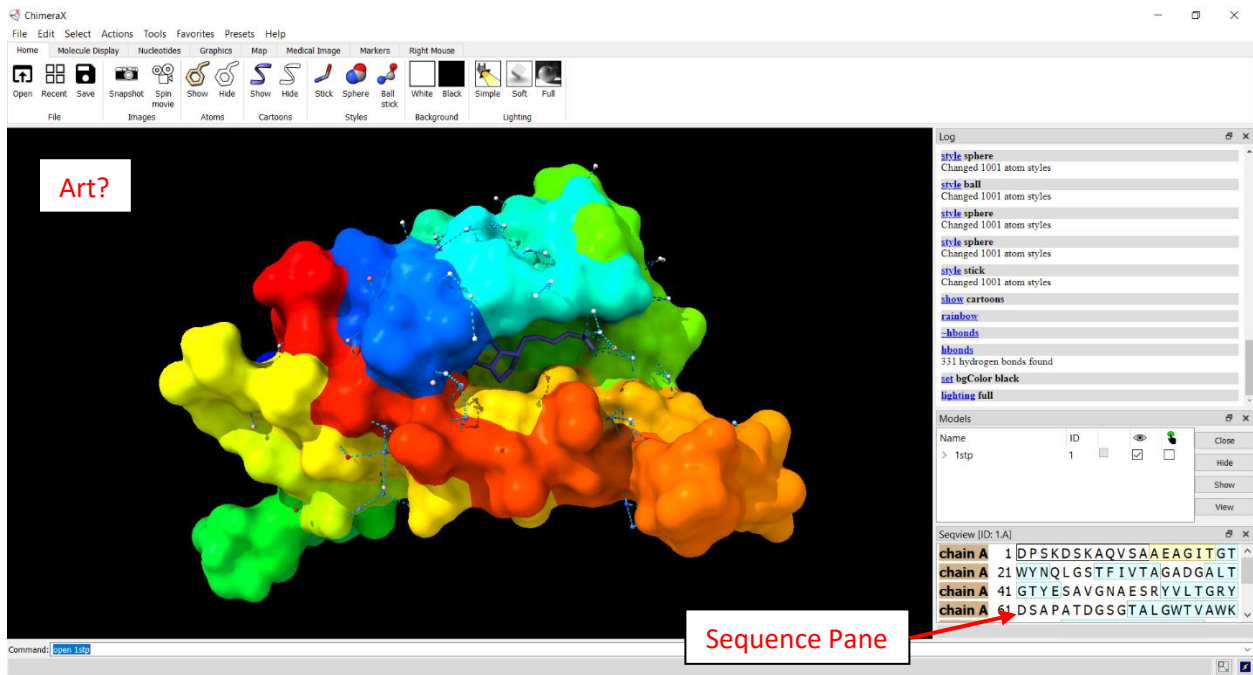 ChimeraX
File Edit Select Actions Tools Favorites Presets Help
Home Molecule Display Nucleotides Graphics Map Medical Image Markers Right Mouse
Open Recent Save Snapshot Spin movie Show Hide Show Hide Stick Sphere Ball stick White Black Simple Soft Full
File Images Atoms Cartoons Styles Background Lighting
Art?
Log
style sphere
Changed 1001 atom styles
style ball
Changed 1001 atom styles
style sphere
Changed 1001 atom styles
style sphere
Changed 1001 atom styles
style stick
Changed 1001 atom styles
show cartoons
rainbow
~hbonds
hbonds
331 hydrogen bonds found
set bgColor black
lighting full
Models
Name ID
1stp 1
Close
Hide
Show
View
Seqview [ID: 1.A]
chain A 1 DPSKDSKAQVSAAEAGITGT
chain A 21 WYNQLGSTFIVTAGADGALT
chain A 41 GTYESAVGNAESRYVLTGRY
chain A 61 DSAPATDGSGTALGWTVAWK
Sequence Pane
Command: open 1stp